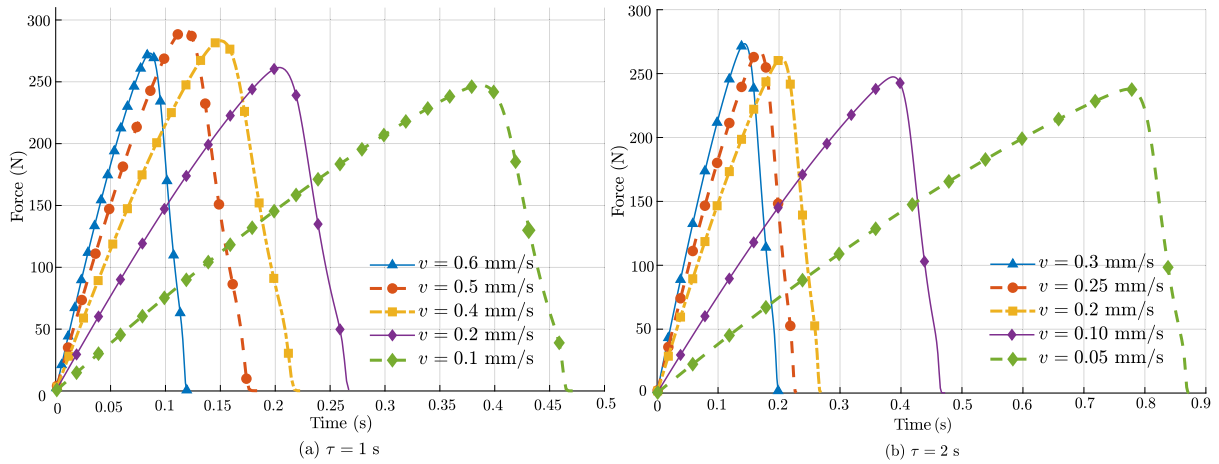 300
250
200
150
100
50
0
Force (N)
0
0.05
0.1
0.15
0.2
0.25
0.3
0.35
0.4
0.45
0.5
Time (s)
v = 0.6 mm/s
v = 0.5 mm/s
v = 0.4 mm/s
v = 0.2 mm/s
v = 0.1 mm/s
(a) τ = 1 s
300
250
200
150
100
50
0
Force (N)
0
0.1
0.2
0.3
0.4
0.5
0.6
0.7
0.8
0.9
Time (s)
v = 0.3 mm/s
v = 0.25 mm/s
v = 0.2 mm/s
v = 0.10 mm/s
v = 0.05 mm/s
(b) τ = 2 s